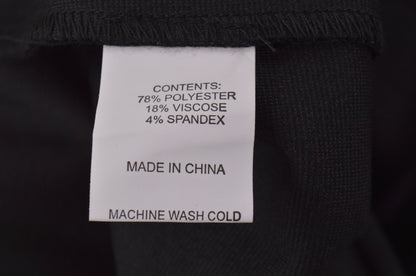 CONTENTS:
78% POLYESTER
18% VISCOSE
4% SPANDEX
MADE IN CHINA
MACHINE WASH COLD